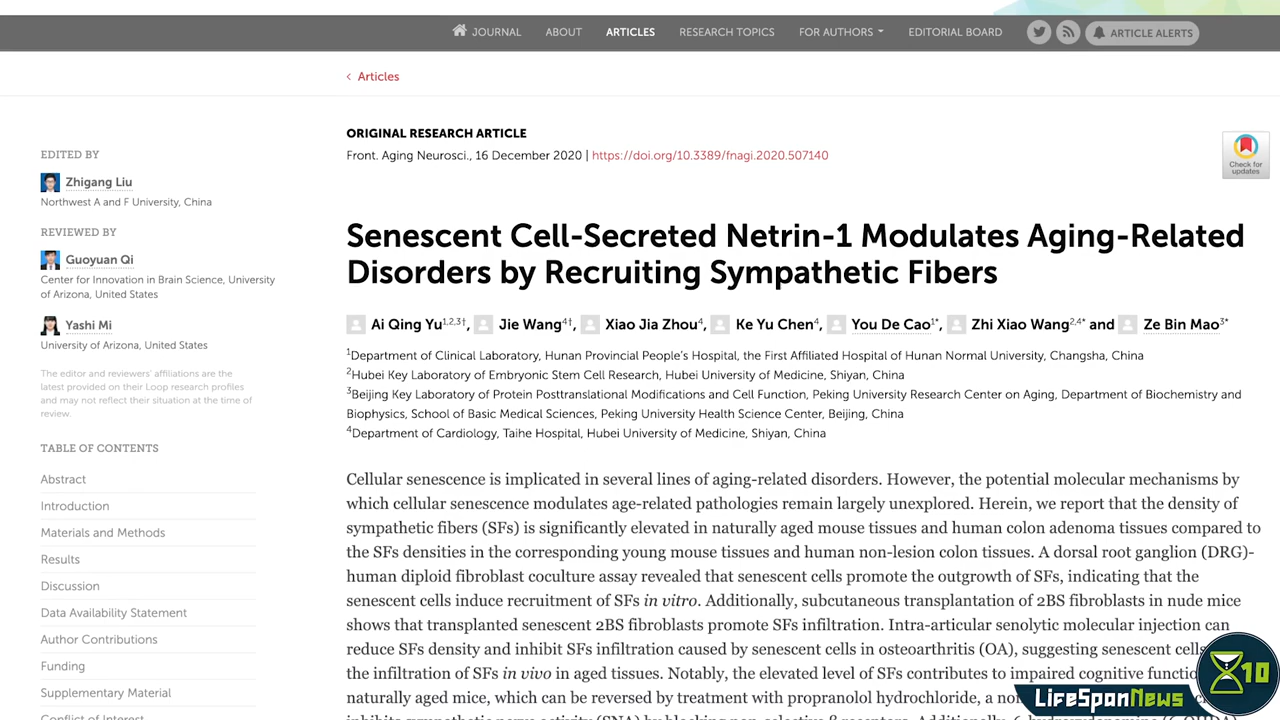 JOURNAL ABOUT ARTICLES RESEARCH TOPICS FOR AUTHORS EDITORIAL BOARD ARTICLE ALERTS
‹ Articles
EDITED BY
Zhigang Liu
Northwest A and F University, China
REVIEWED BY
Guoyuan Qi
Center for Innovation in Brain Science, University
of Arizona, United States
Yashi Mi
University of Arizona, United States
The editor and reviewers' affiliations are the
latest provided on their Loop research profiles
and may not reflect their situation at the time of
review.
TABLE OF CONTENTS
Abstract
Introduction
Materials and Methods
Results
Discussion
Data Availability Statement
Author Contributions
Funding
Supplementary Material
Conflict of Interest
ORIGINAL RESEARCH ARTICLE
Front. Aging Neurosci., 16 December 2020 | https://doi.org/10.3389/fnagi.2020.507140
Check for
updates
Senescent Cell-Secreted Netrin-1 Modulates Aging-Related
Disorders by Recruiting Sympathetic Fibers
Ai Qing Yu1,2,3†, Jie Wang4†, Xiao Jia Zhou4, Ke Yu Chen4, You De Cao1*, Zhi Xiao Wang2,4* and Ze Bin Mao3*
1Department of Clinical Laboratory, Hunan Provincial People's Hospital, the First Affiliated Hospital of Hunan Normal University, Changsha, China
2Hubei Key Laboratory of Embryonic Stem Cell Research, Hubei University of Medicine, Shiyan, China
3Beijing Key Laboratory of Protein Posttranslational Modifications and Cell Function, Peking University Research Center on Aging, Department of Biochemistry and
Biophysics, School of Basic Medical Sciences, Peking University Health Science Center, Beijing, China
4Department of Cardiology, Taihe Hospital, Hubei University of Medicine, Shiyan, China
Cellular senescence is implicated in several lines of aging-related disorders. However, the potential molecular mechanisms by
which cellular senescence modulates age-related pathologies remain largely unexplored. Herein, we report that the density of
sympathetic fibers (SFs) is significantly elevated in naturally aged mouse tissues and human colon adenoma tissues compared to
the SFs densities in the corresponding young mouse tissues and human non-lesion colon tissues. A dorsal root ganglion (DRG)-
human diploid fibroblast coculture assay revealed that senescent cells promote the outgrowth of SFs, indicating that the
senescent cells induce recruitment of SFs in vitro. Additionally, subcutaneous transplantation of 2BS fibroblasts in nude mice
shows that transplanted senescent 2BS fibroblasts promote SFs infiltration. Intra-articular senolytic molecular injection can
reduce SFs density and inhibit SFs infiltration caused by senescent cells in osteoarthritis (OA), suggesting senescent cells
the infiltration of SFs in vivo in aged tissues. Notably, the elevated level of SFs contributes to impaired cognitive
naturally aged mice, which can be reversed by treatment with propranolol hydrochloride, a
inhibits sympathetic nerve activity (SNA) by blocking non-selective β receptors. Additionally,
LIFESPANNEWS
10